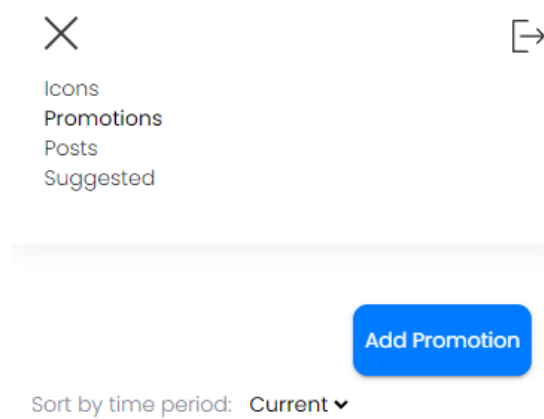 Icons
Promotions
Posts
Suggested
Add Promotion
Sort by time period: Current